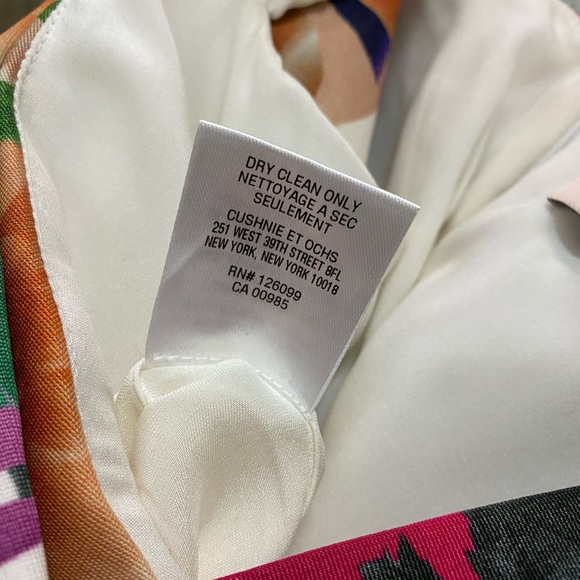 DRY CLEAN ONLY
NETTOYAGE A SEC
SEULEMENT
CUSHNIE ET OCHS
251 WEST 39TH STREET 8FL
NEW YORK, NEW YORK 10018
RN# 126099
CA 00985